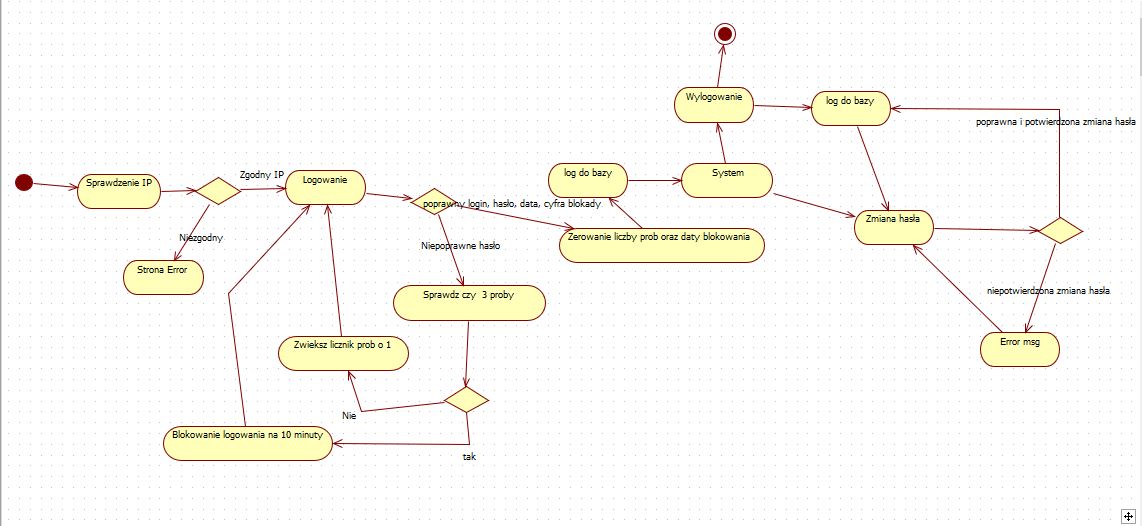 Wylogowanie
log do bazy
poprawna i potwierdzona zmiana hasła
Sprawdzenie IP
Zgodny IP
Logowanie
log do bazy
System
poprawny login, hasło, data, cyfra blokady
Zmiana hasła
Niezgodny
Niepoprawne hasło
Zerowanie liczby prob oraz daty blokowania
Strona Error
Sprawdz czy 3 proby
niepotwierdzona zmiana hasła
Zwieksz licznik prob o 1
Error msg
Nie
Blokowanie logowania na 10 minuty
tak